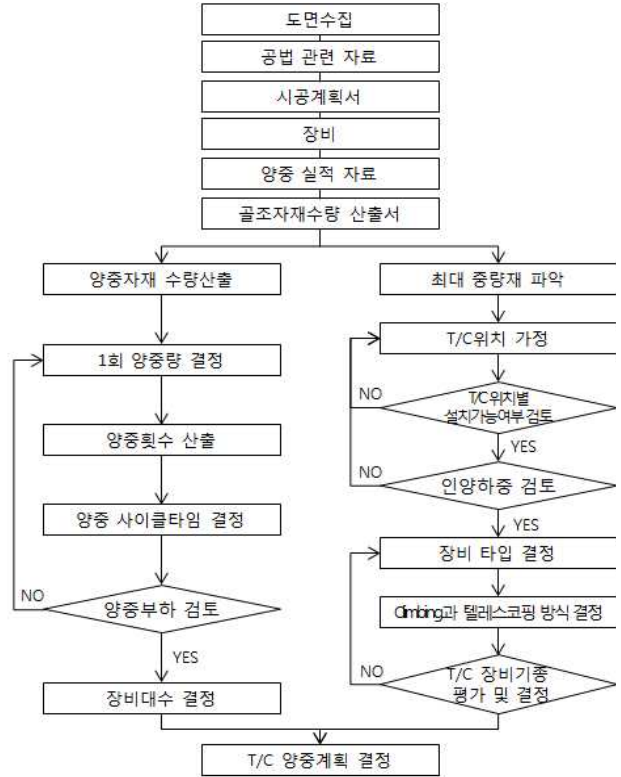 도면수집
공법 관련 자료
시공계획서
장비
양중 실적 자료
골조자재수량 산출서
양중자재 수량산출
1회 양중량 결정
양중횟수 산출
양중 사이클타임 결정
NO
양중부하 검토
YES
장비대수 결정
최대 중량재 파악
T/C위치 가정
NO
T/C위치별
설치가능여부 검토
YES
NO
인양하중 검토
YES
장비 타입 결정
Climbing과 텔레스코핑 방식 결정
NO
T/C 장비기종
평가 및 결정
T/C 양중계획 결정